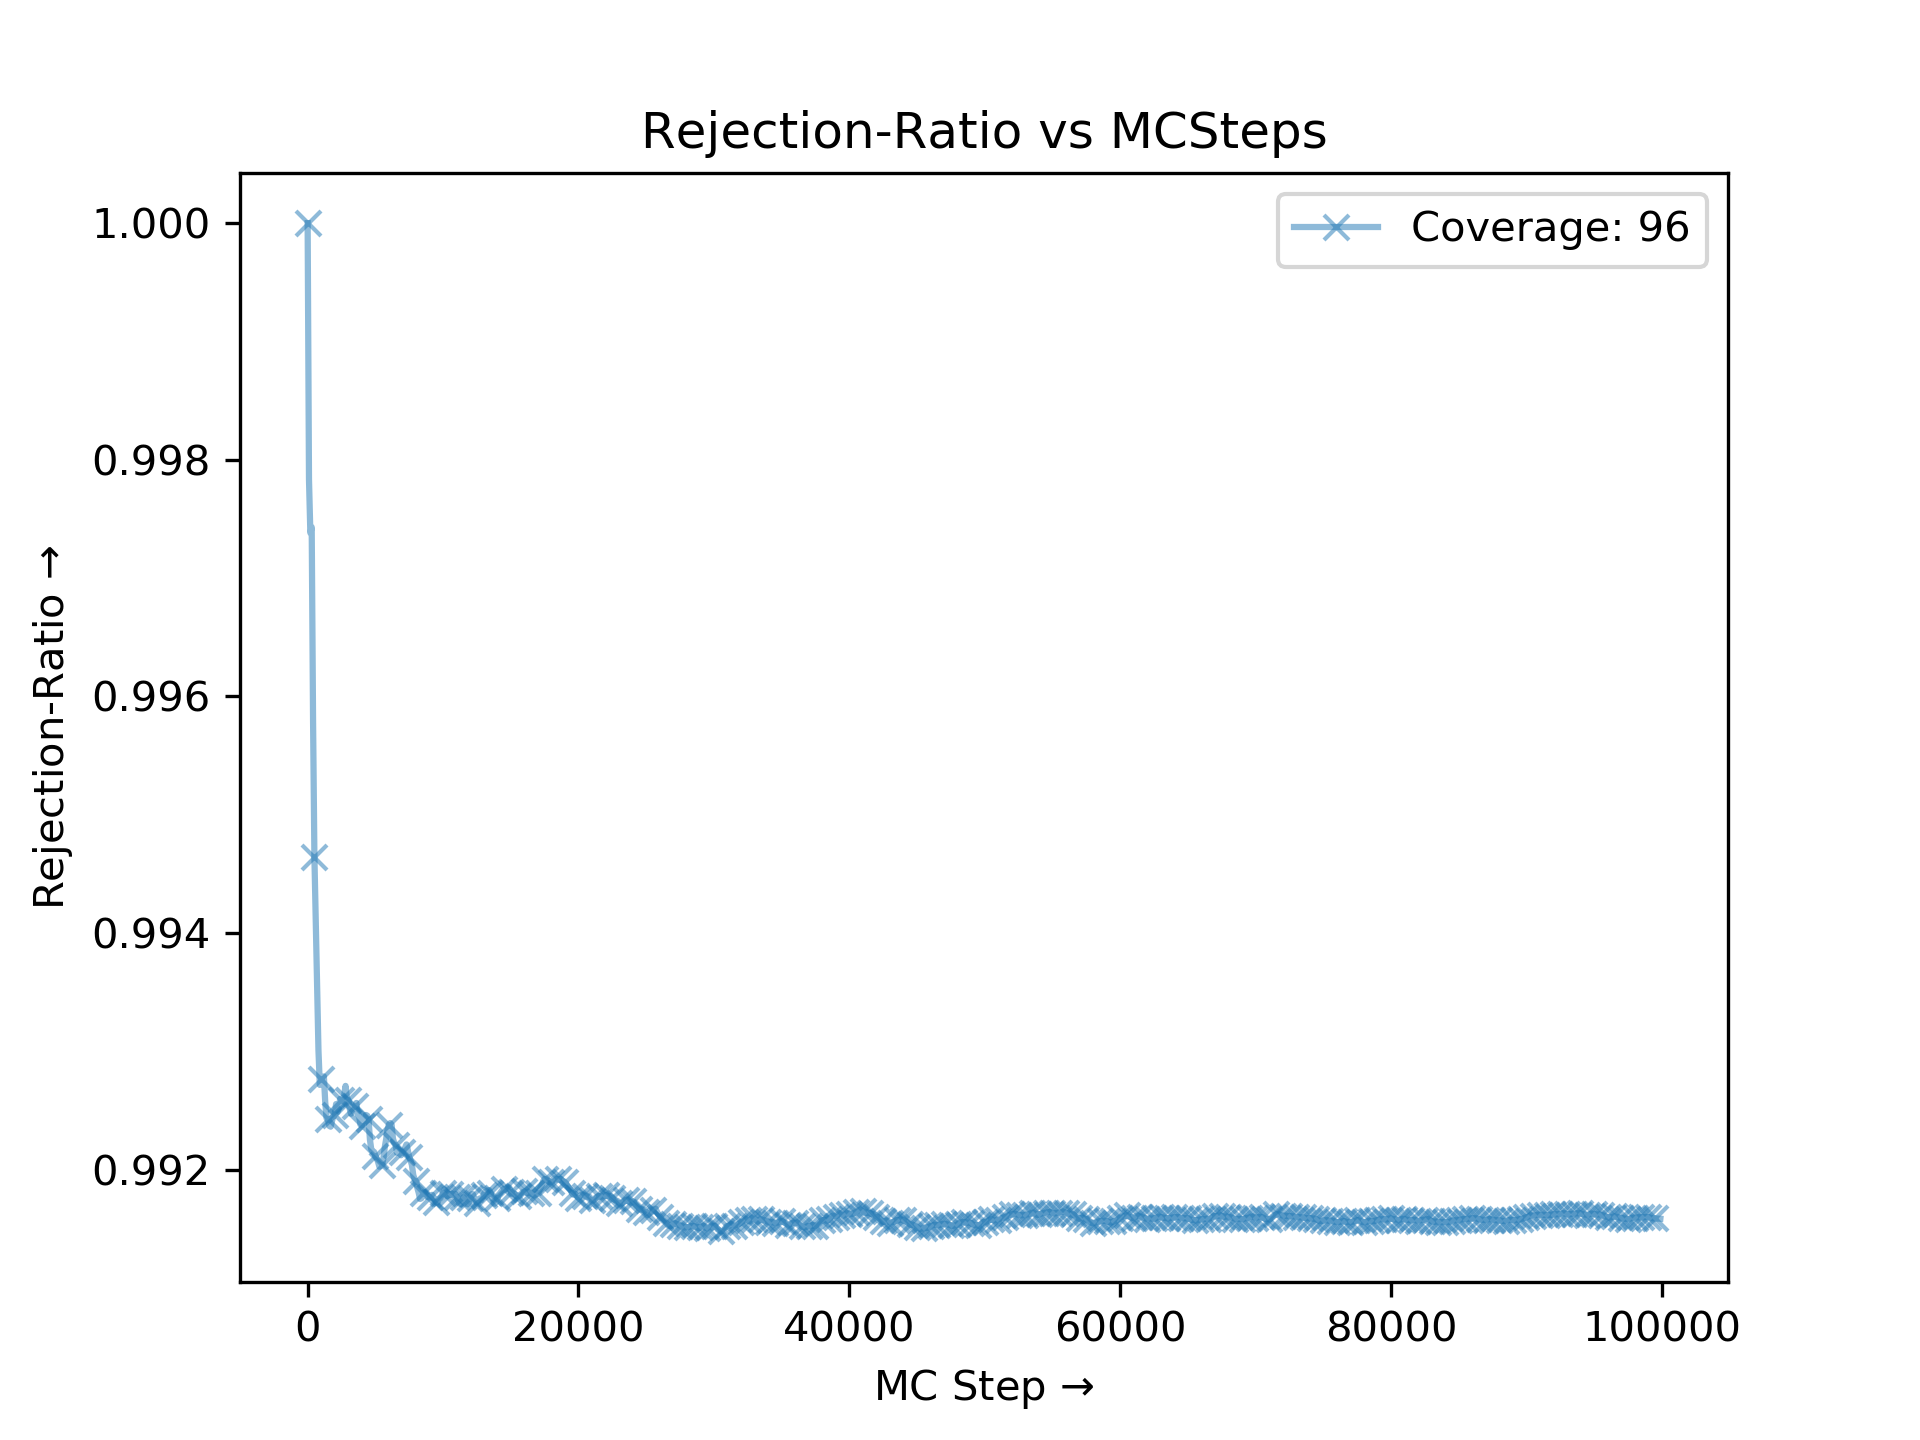 Rejection-Ratio vs MCSteps
Coverage: 96
1.000
0.998
0.996
0.994
0.992
Rejection-Ratio →
0 20000 40000 60000 80000 100000
MC Step →